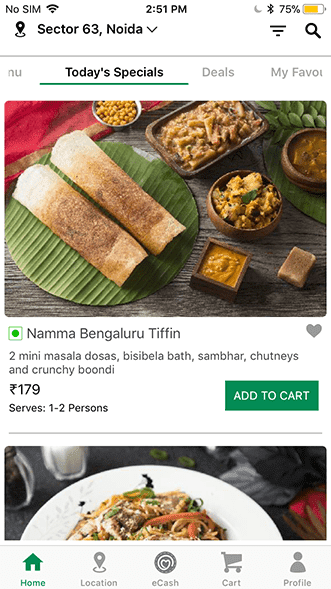 No SIM 2:51 PM 75%
Sector 63, Noida
nu Today's Specials Deals My Favou
Namma Bengaluru Tiffin
2 mini masala dosas, bisibela bath, sambhar, chutneys
and crunchy boondi
₹179
ADD TO CART
Serves: 1-2 Persons
Home Location eCash Cart Profile